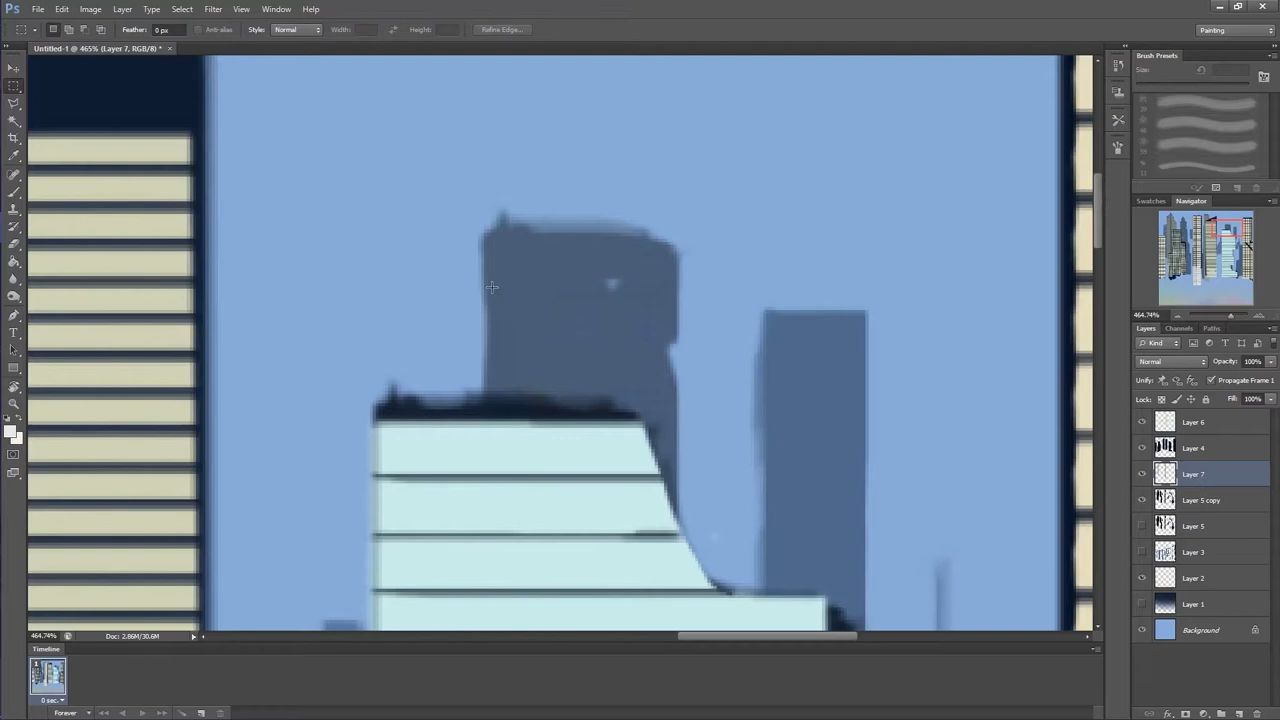 Ps File Edit Image Layer Type Select Filter 3D View Window Help
Feather: 0 px Anti-alias Style: Normal Width: Height: Refine Edge... Painting
Untitled-1 @ 465% (Layer 7, RGB/8) *
Brush Presets
Size:
Swatches Navigator
464.74%
Layers Channels Paths
Kind
Normal Opacity: 100%
Unify: Propagate Frame 1
Lock: Fill: 100%
Layer 6
Layer 4
Layer 7
Layer 5 copy
Layer 5
Layer 3
Layer 2
Layer 1
Background
464.74% Doc: 2.86M/30.6M
Timeline
1
0 sec.
Forever